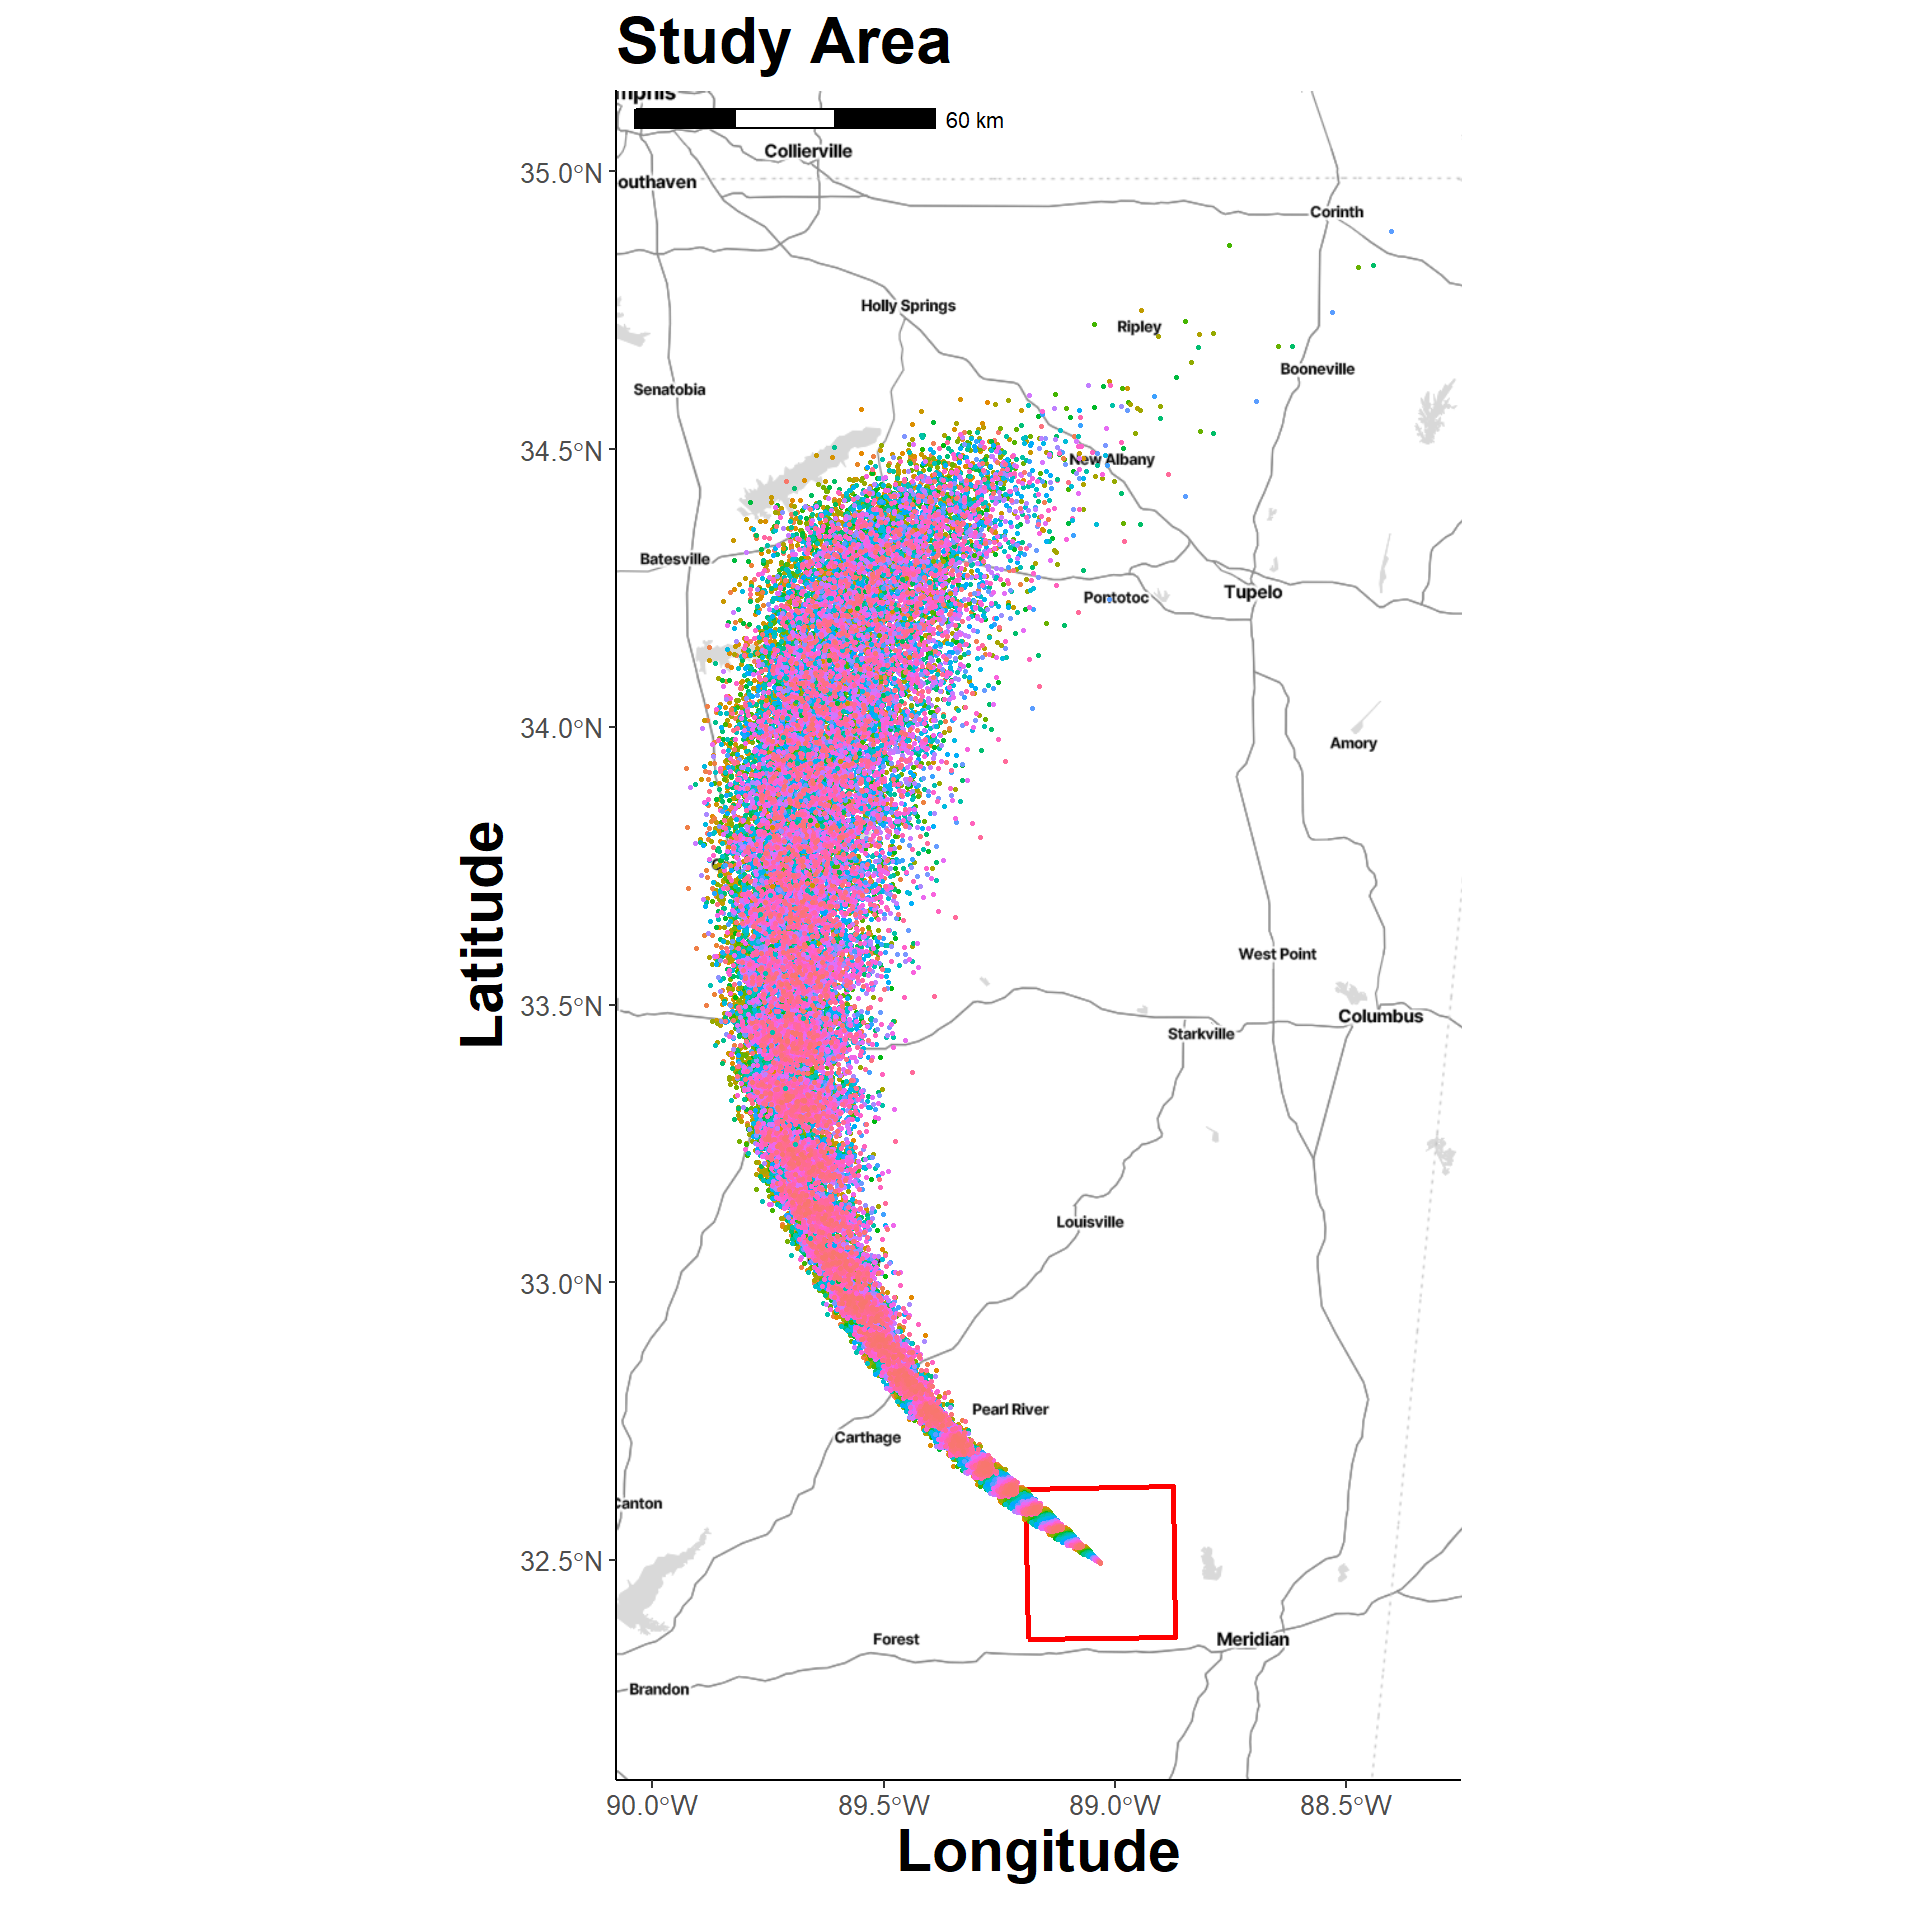 Study Area
60 km
Collierville
35.0°N
outhaven
Corinth
Holly Springs
Ripley
Booneville
Senatobia
34.5°N
New Albany
Batesville
Pontotoc
Tupelo
34.0°N
Amory
Latitude
West Point
33.5°N
Columbus
Starkville
Louisville
33.0°N
Pearl River
Carthage
Canton
32.5°N
Forest
Meridian
Brandon
90.0°W
89.5°W
89.0°W
88.5°W
Longitude